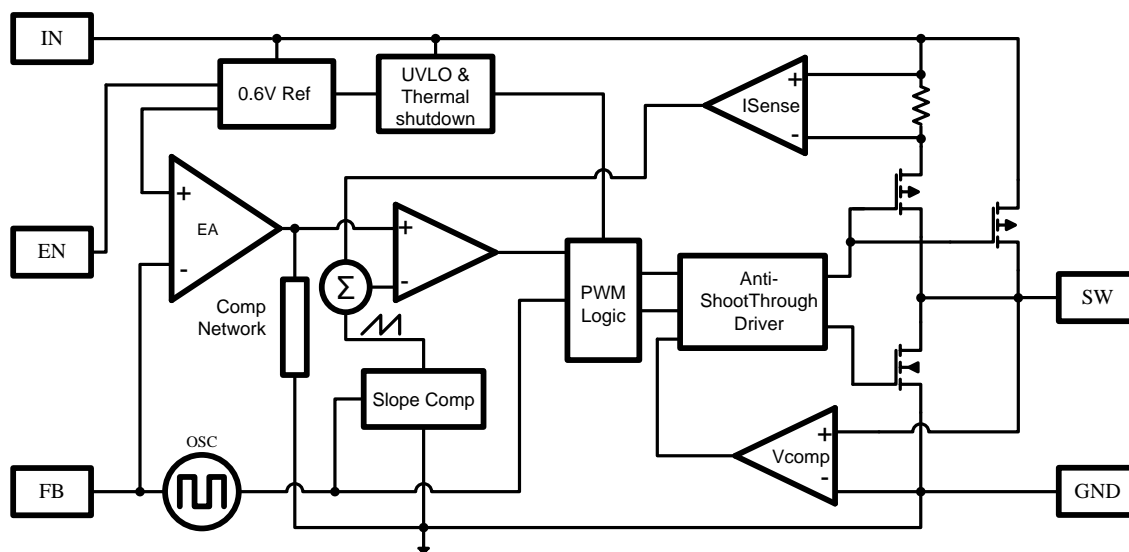 IN
0.6V Ref
UVLO &
Thermal
shutdown
+
ISense
-
+
EA
-
EN
+
-
Σ
Comp
Network
PWM
Logic
Anti-
ShootThrough
Driver
SW
Slope Comp
OSC
FB
+
Vcomp
-
GND